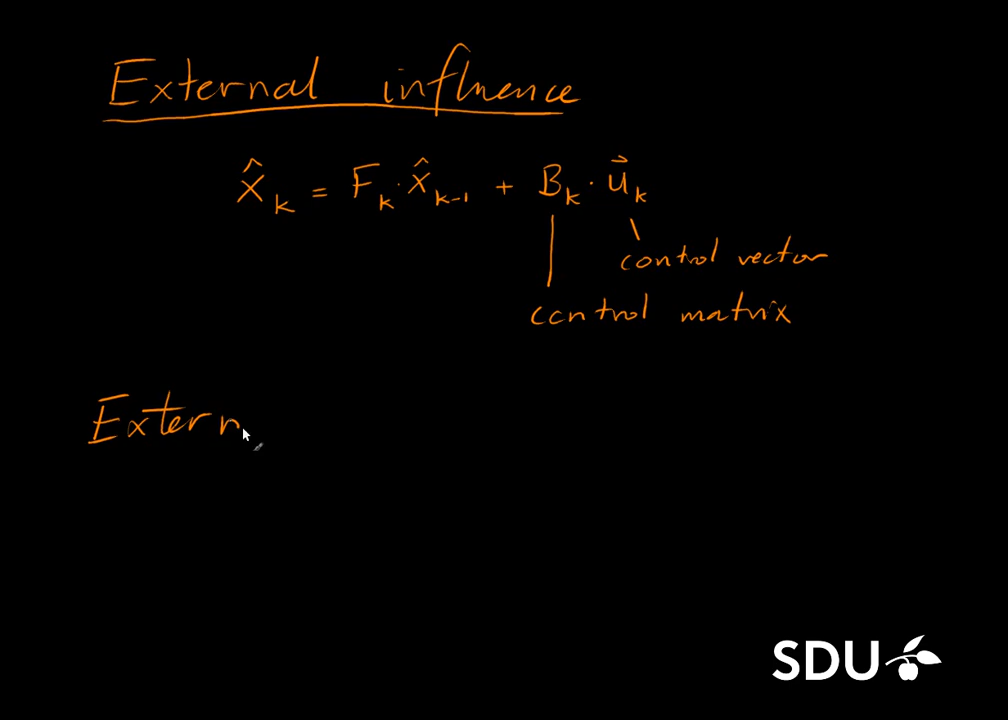 External influence
x̂ₖ = Fₖ · x̂ₖ₋₁ + Bₖ · u⃗ₖ
control vector
control matrix
Extern
SDU